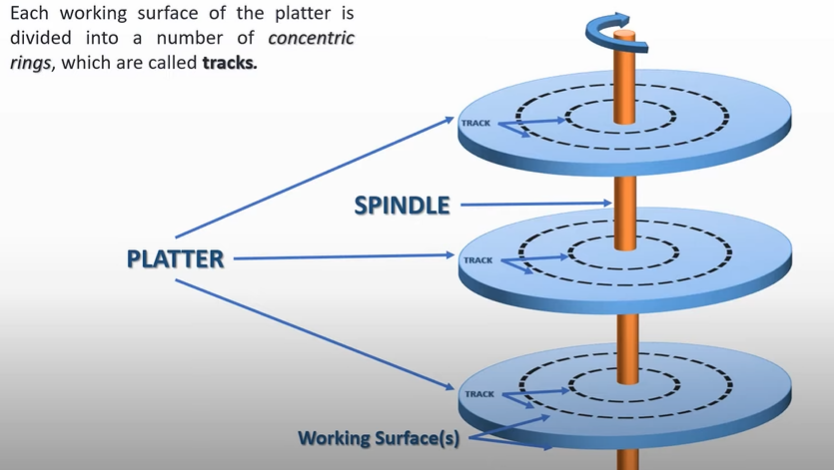 Each working surface of the platter is
divided into a number of concentric
rings, which are called tracks.
TRACK
SPINDLE
PLATTER
TRACK
TRACK
Working Surface(s)